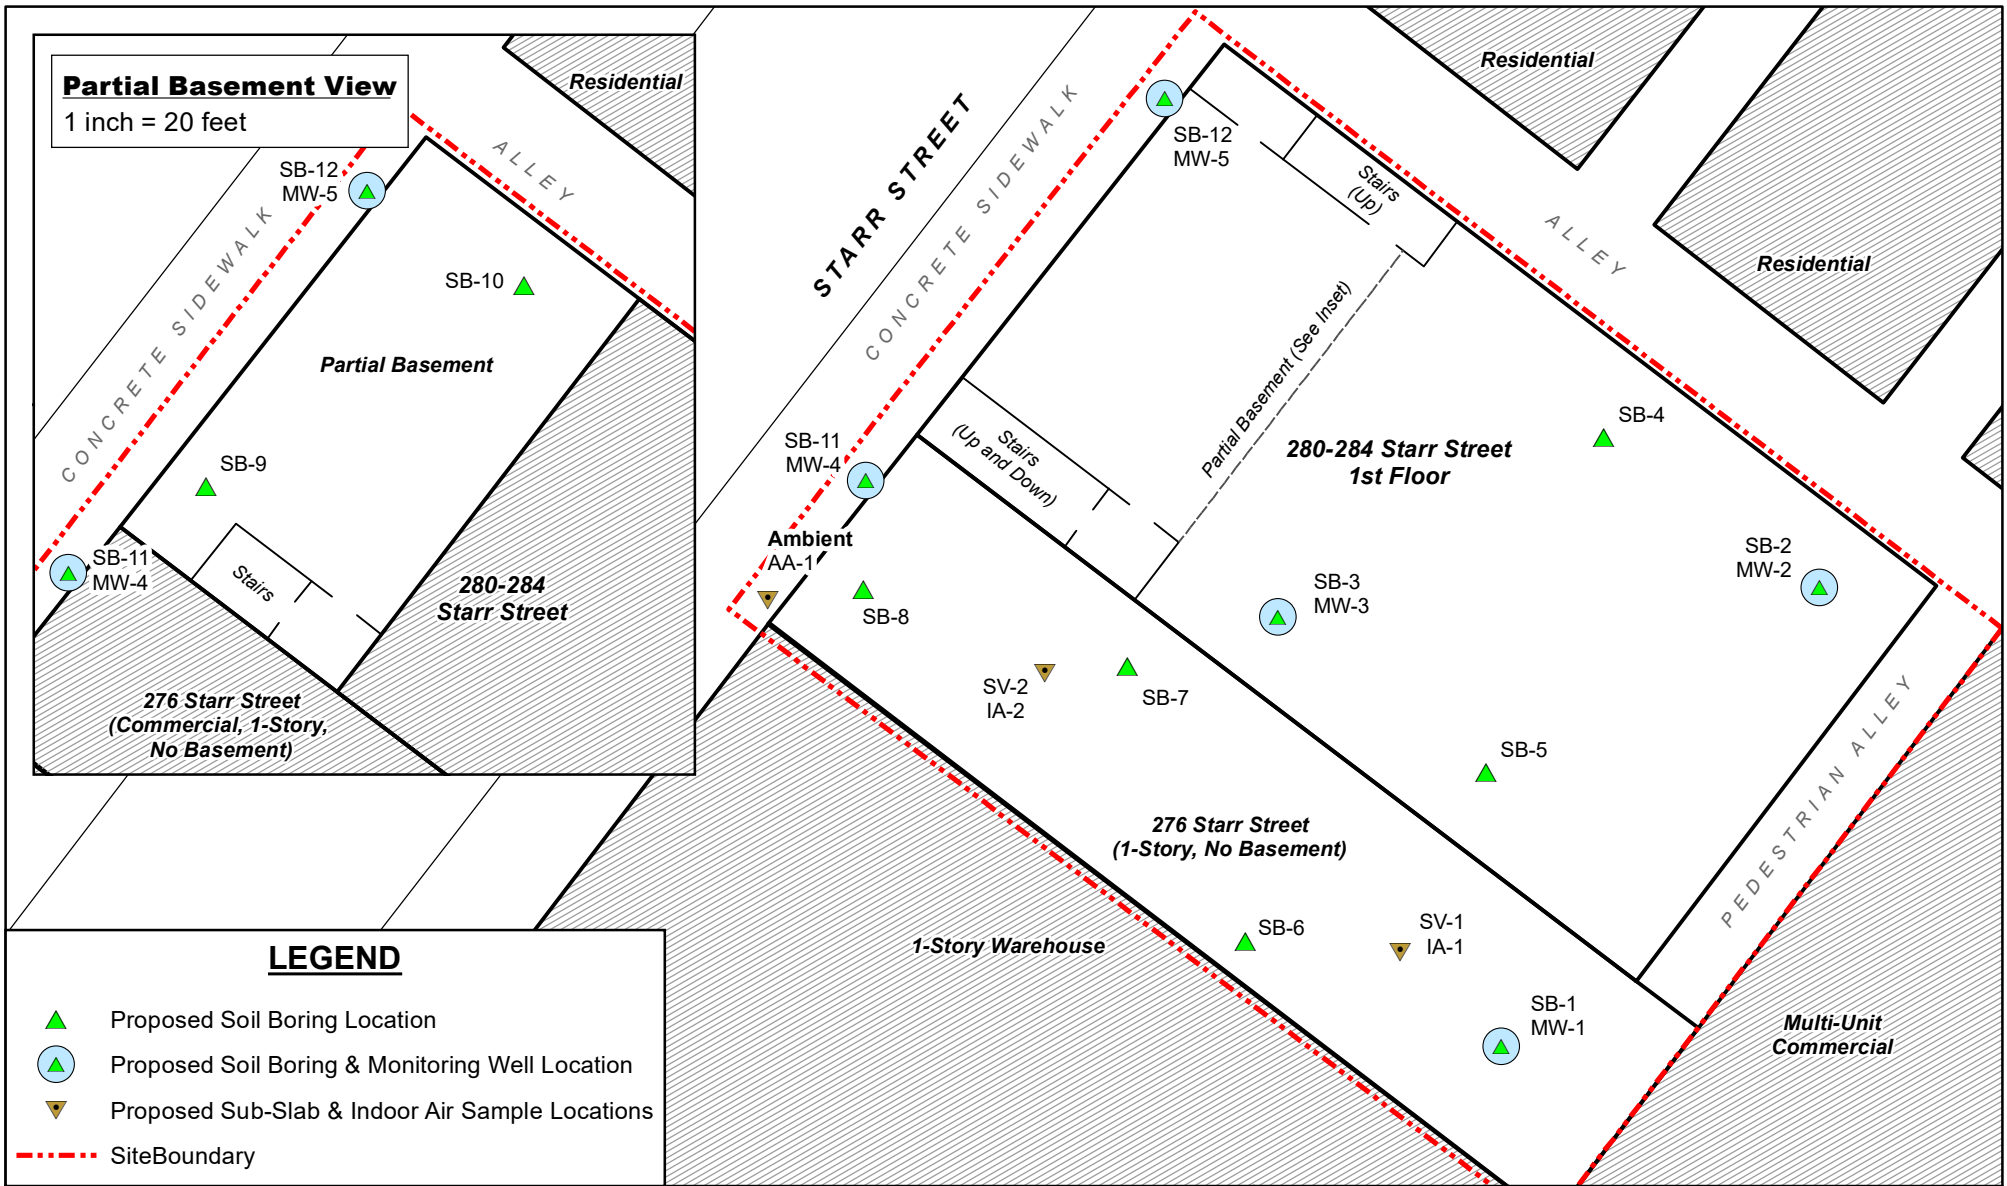 Partial Basement View
1 inch = 20 feet
Residential
ALLEY
SB-12
MW-5
CONCRETE SIDEWALK
SB-10
Partial Basement
SB-9
SB-11
MW-4
Stairs
280-284
Starr Street
276 Starr Street
(Commercial, 1-Story,
No Basement)
STARR STREET
CONCRETE SIDEWALK
SB-12
MW-5
Stairs
(Up)
Residential
ALLEY
Residential
Partial Basement (See Inset)
Stairs
(Up and Down)
SB-11
MW-4
280-284 Starr Street
1st Floor
SB-4
SB-2
MW-2
SB-3
MW-3
Ambient
AA-1
SB-8
SV-2
IA-2
SB-7
SB-5
PEDESTRIAN ALLEY
276 Starr Street
(1-Story, No Basement)
SB-6
SV-1
IA-1
SB-1
MW-1
1-Story Warehouse
Multi-Unit
Commercial
LEGEND
Proposed Soil Boring Location
Proposed Soil Boring & Monitoring Well Location
Proposed Sub-Slab & Indoor Air Sample Locations
SiteBoundary